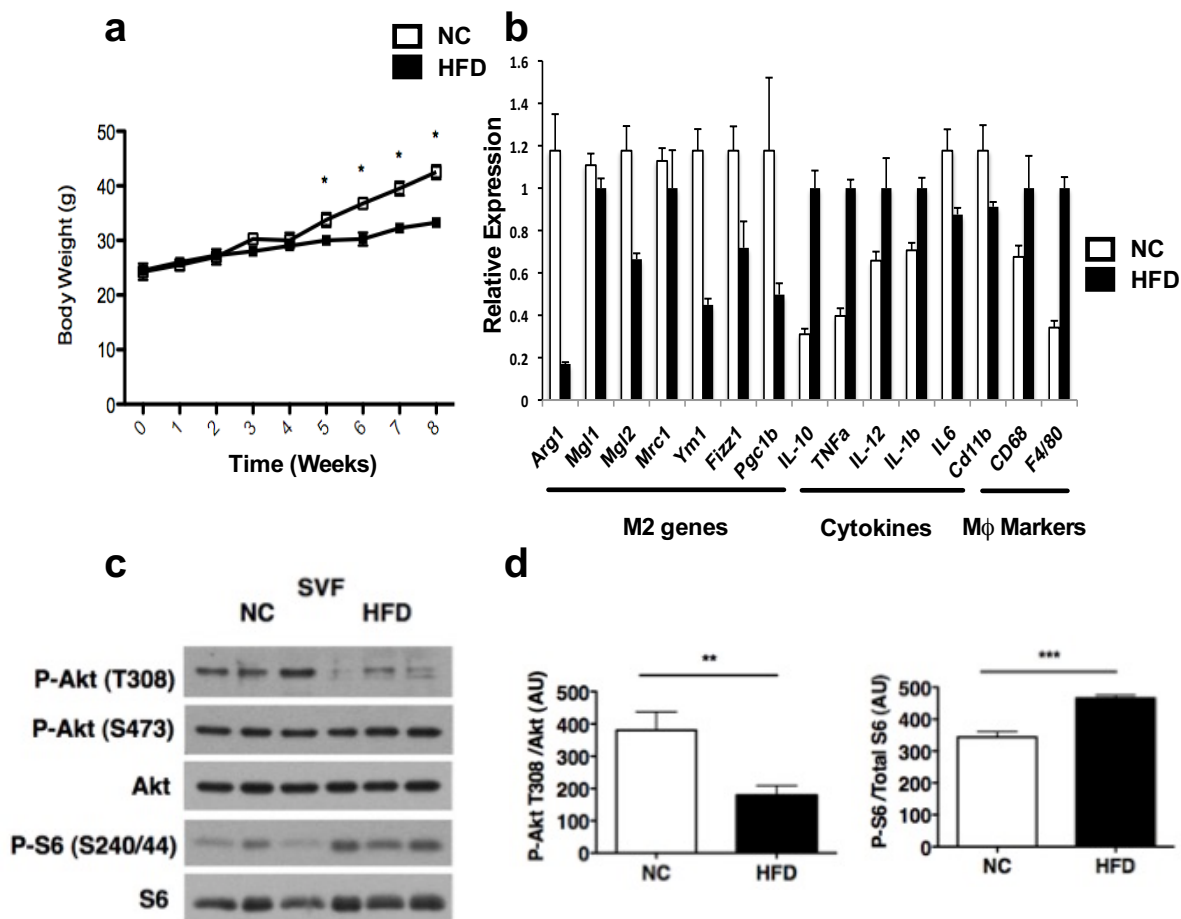 a
NC
HFD
50
40
30
20
10
0
Body Weight (g)
* * * *
0 1 2 3 4 5 6 7 8
Time (Weeks)
b
1.6
1.4
1.2
1
0.8
0.6
0.4
0.2
0
Relative Expression
NC
HFD
Arg1 Mgl1 Mgl2 Mrc1 Ym1 Fizz1 Pgc1b IL-10 TNFa IL-12 IL-1b IL6 Cd11b CD68 F4/80
M2 genes Cytokines Mϕ Markers
c
SVF
NC HFD
P-Akt (T308)
P-Akt (S473)
Akt
P-S6 (S240/44)
S6
d
**
500
400
300
200
100
0
P-Akt T308 /Akt (AU)
NC HFD
***
500
400
300
200
100
0
P-S6 /Total S6 (AU)
NC HFD